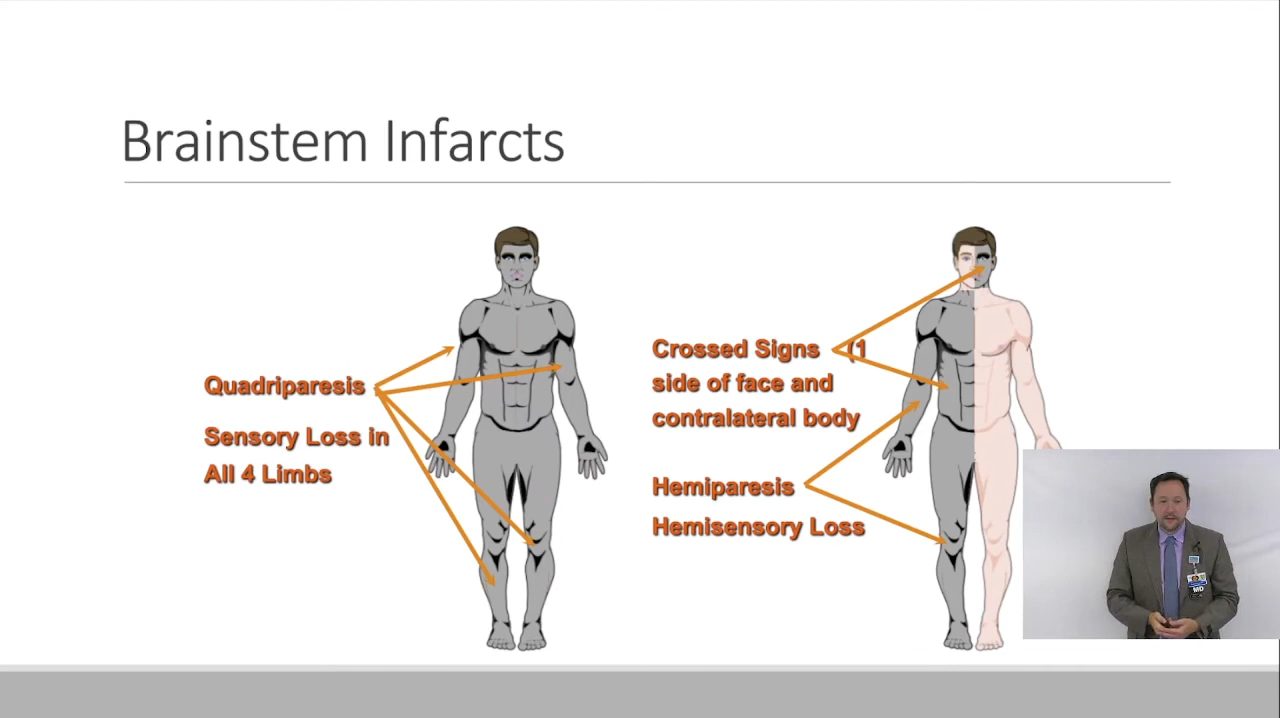 Brainstem Infarcts
Quadriparesis
Sensory Loss in
All 4 Limbs
Crossed Signs (1
side of face and
contralateral body
Hemiparesis
Hemisensory Loss
MD